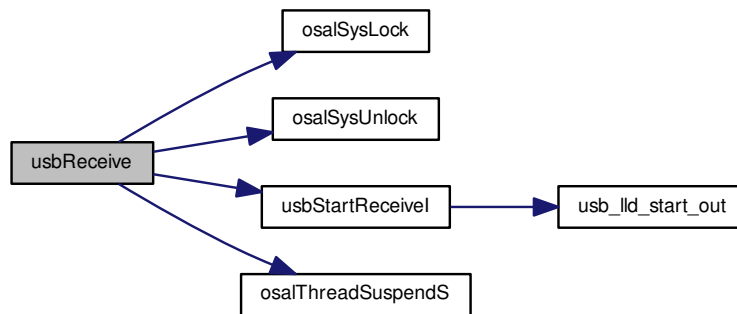 osalSysLock
osalSysUnlock
usbReceive
usbStartReceiveI
usb_lld_start_out
osalThreadSuspendS